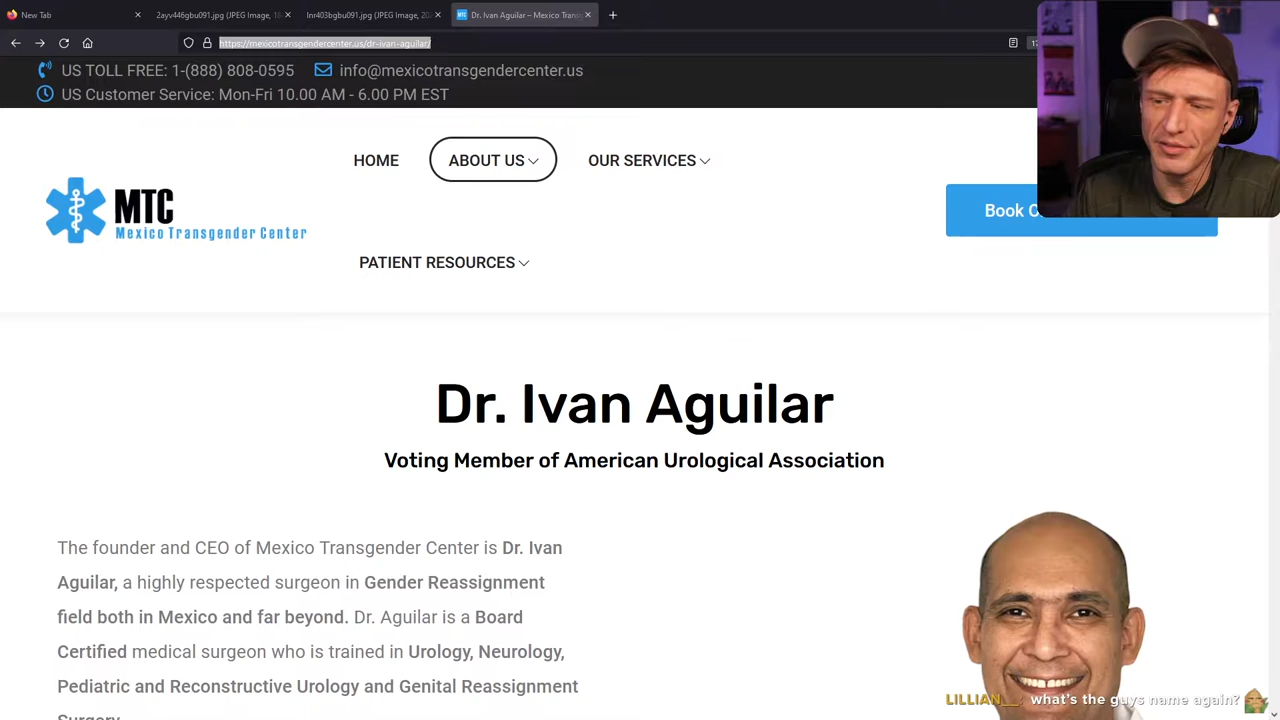 New Tab
2ayv446gbu091.jpg (JPEG Image, 18
lnr403bgbu091.jpg (JPEG Image, 20
Dr. Ivan Aguilar – Mexico Trans
https://mexicotransgendercenter.us/dr-ivan-aguilar/
US TOLL FREE: 1-(888) 808-0595
info@mexicotransgendercenter.us
US Customer Service: Mon-Fri 10.00 AM - 6.00 PM EST
HOME
ABOUT US
OUR SERVICES
MTC
Mexico Transgender Center
Book
PATIENT RESOURCES
Dr. Ivan Aguilar
Voting Member of American Urological Association
The founder and CEO of Mexico Transgender Center is Dr. Ivan
Aguilar, a highly respected surgeon in Gender Reassignment
field both in Mexico and far beyond. Dr. Aguilar is a Board
Certified medical surgeon who is trained in Urology, Neurology,
Pediatric and Reconstructive Urology and Genital Reassignment
Surgery
LILLIAN__: what's the guys name again?